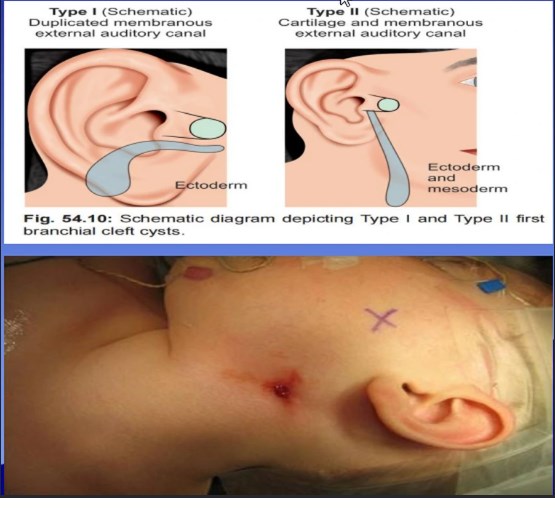 Type I (Schematic)
Duplicated membranous
external auditory canal
Type II (Schematic)
Cartilage and membranous
external auditory canal
Ectoderm
Ectoderm
and
mesoderm
Fig. 54.10: Schematic diagram depicting Type I and Type II first
branchial cleft cysts.